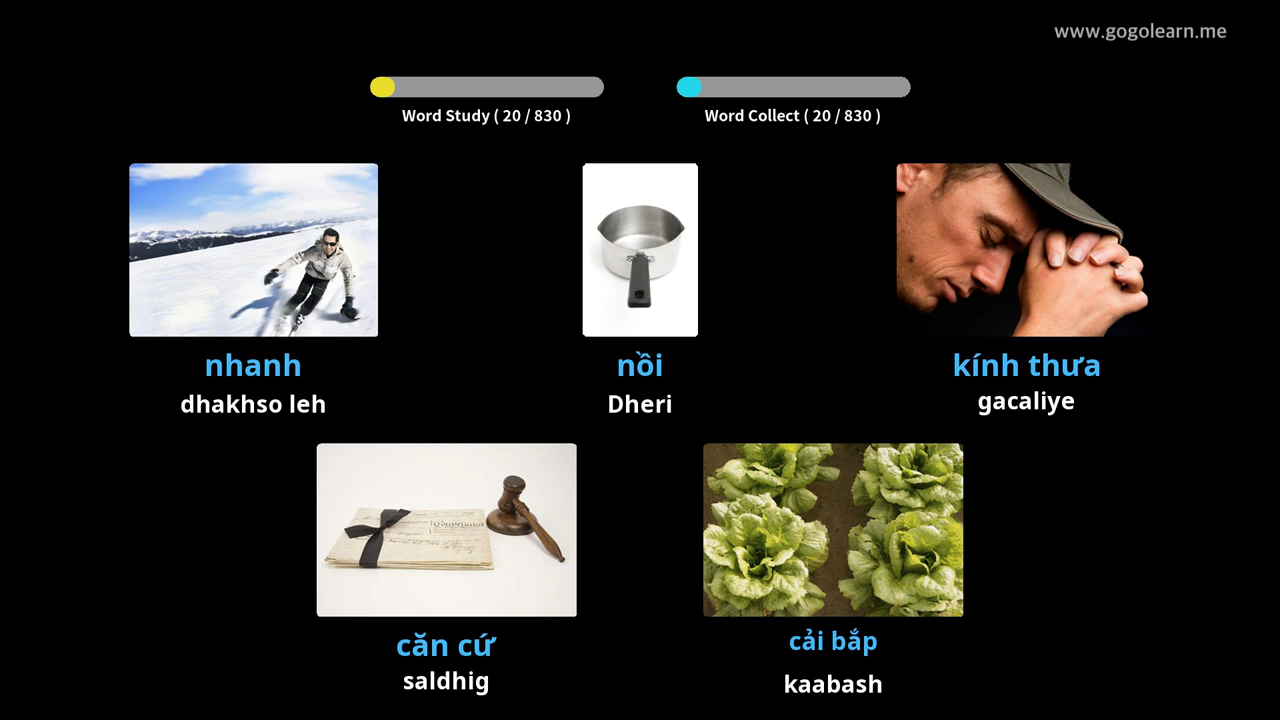 www.gogolearn.me
Word Study ( 20 / 830 )
Word Collect ( 20 / 830 )
nhanh
dhakhso leh
nồi
Dheri
kính thưa
gacaliye
căn cứ
saldhig
cải bắp
kaabash